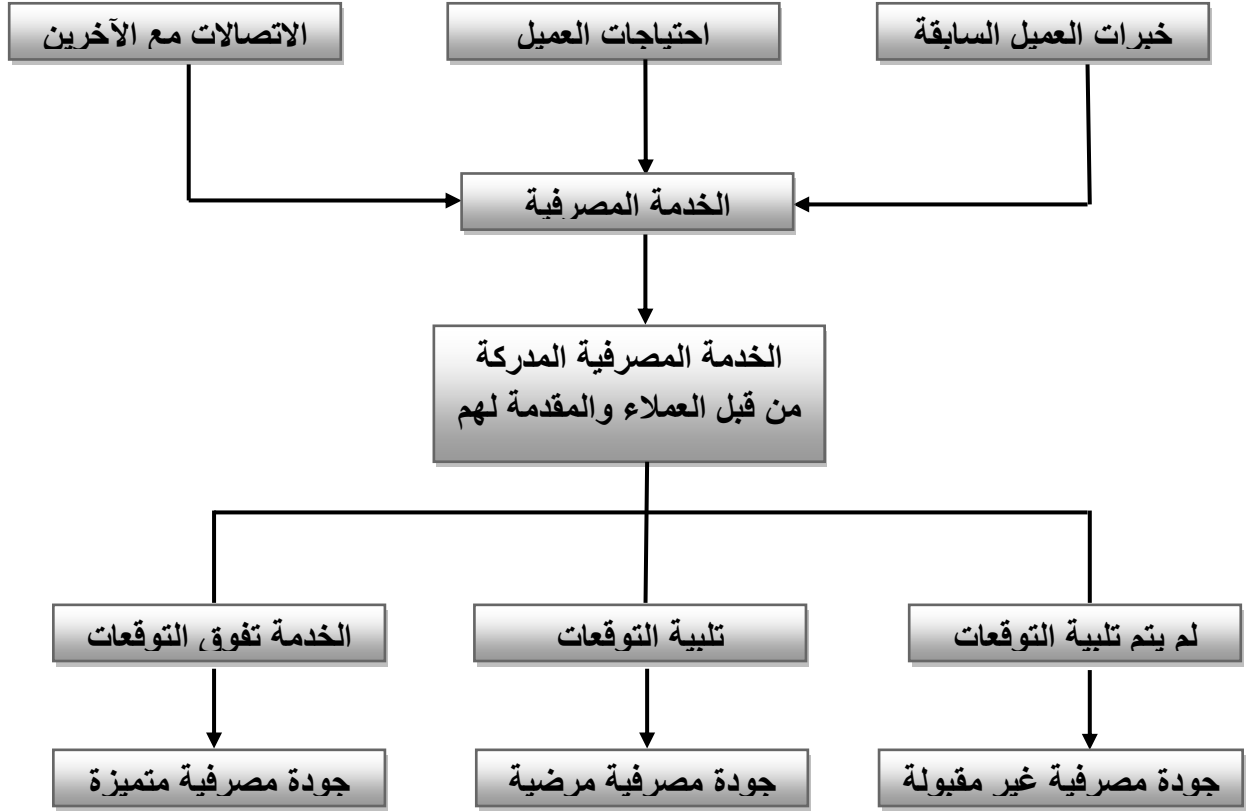 خبرات العميل السابقة
احتياجات العميل
الاتصالات مع الآخرين
الخدمة المصرفية
الخدمة المصرفية المدركة
من قبل العملاء والمقدمة لهم
لم يتم تلبية التوقعات
تلبية التوقعات
الخدمة تفوق التوقعات
جودة مصرفية غير مقبولة
جودة مصرفية مرضية
جودة مصرفية متميزة